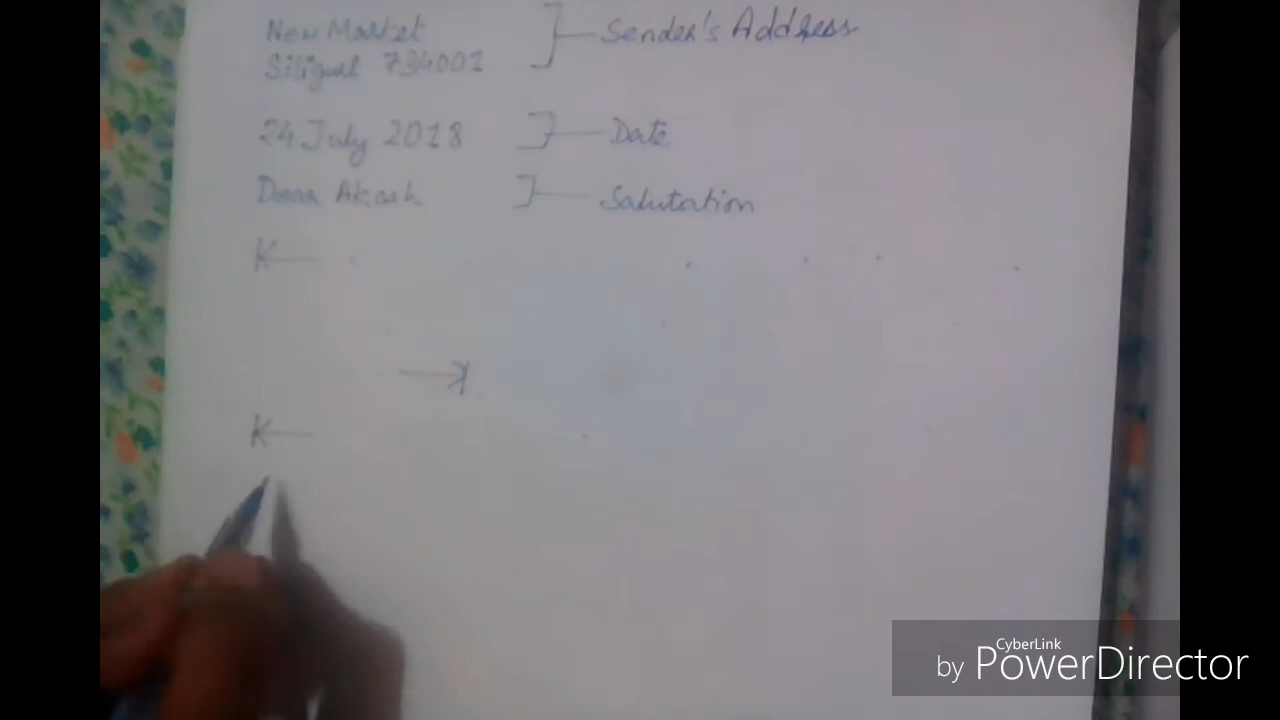 New Market
Siliguri 734001
Sender's Address
24 July 2018
Date
Dear Akash
Salutation
CyberLink
by PowerDirector